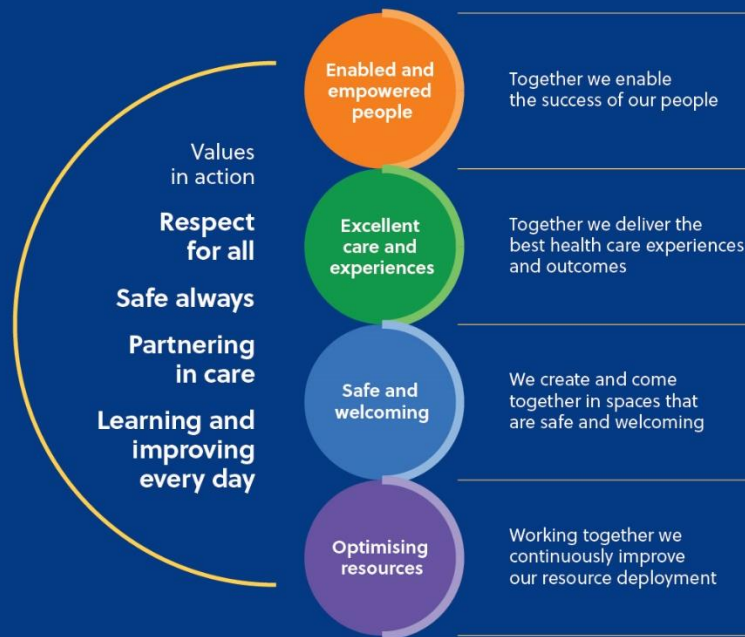 Values
in action
Respect
for all
Safe always
Partnering
in care
Learning and
improving
every day
Enabled and
empowered
people
Together we enable
the success of our people
Excellent
care and
experiences
Together we deliver the
best health care experiences
and outcomes
Safe and
welcoming
We create and come
together in spaces that
are safe and welcoming
Optimising
resources
Working together we
continuously improve
our resource deployment